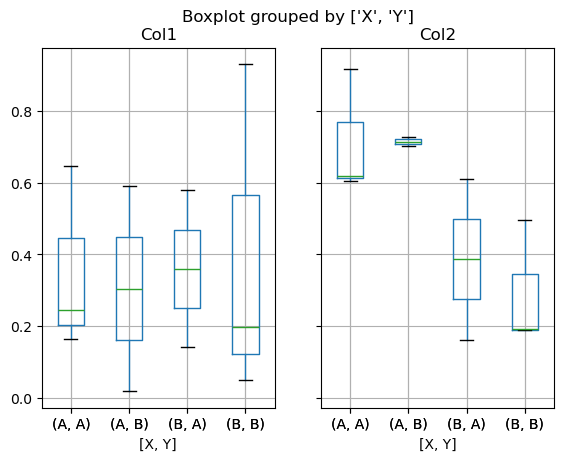 Boxplot grouped by ['X', 'Y']
Col1
Col2
0.8
0.6
0.4
0.2
0.0
(A, A) (A, B) (B, A) (B, B)
[X, Y]
(A, A) (A, B) (B, A) (B, B)
[X, Y]